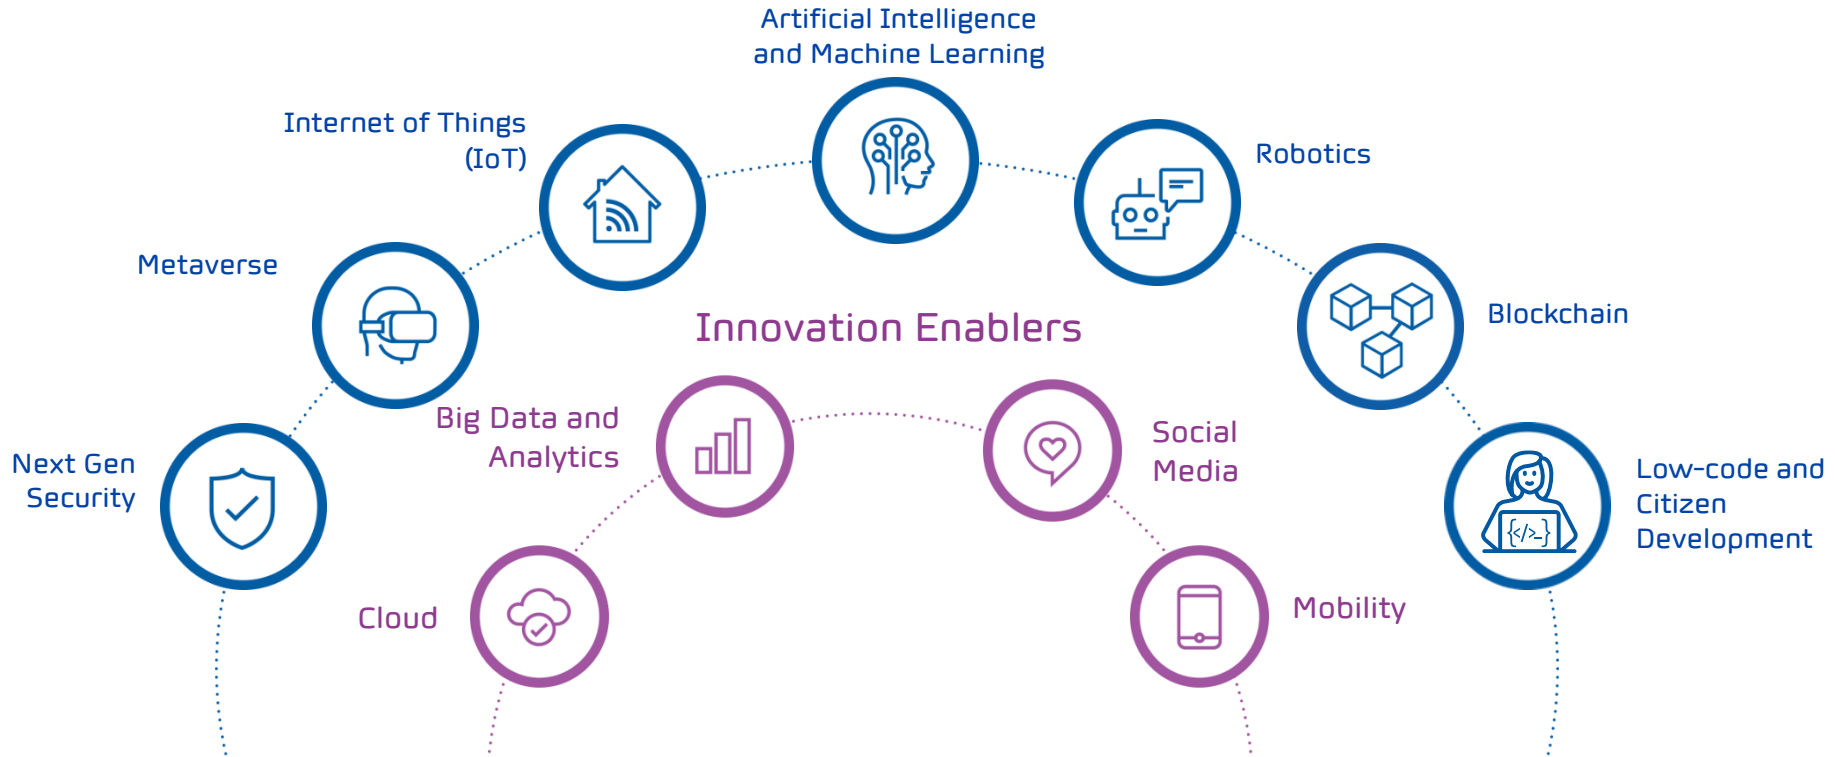 Artificial Intelligence
and Machine Learning
Internet of Things
(IoT)
Robotics
Metaverse
Blockchain
Innovation Enablers
Big Data and
Analytics
Social
Media
Next Gen
Security
Low-code and
Citizen
Development
{</>_}
Cloud
Mobility